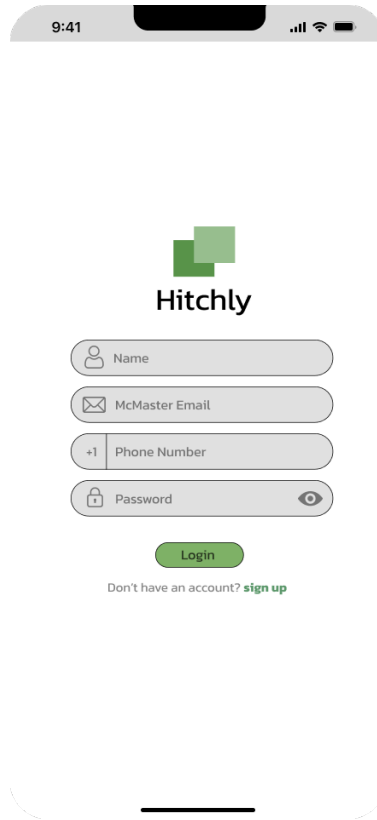 9:41
Hitchly
Name
McMaster Email
+1 Phone Number
Password
Login
Don't have an account? sign up